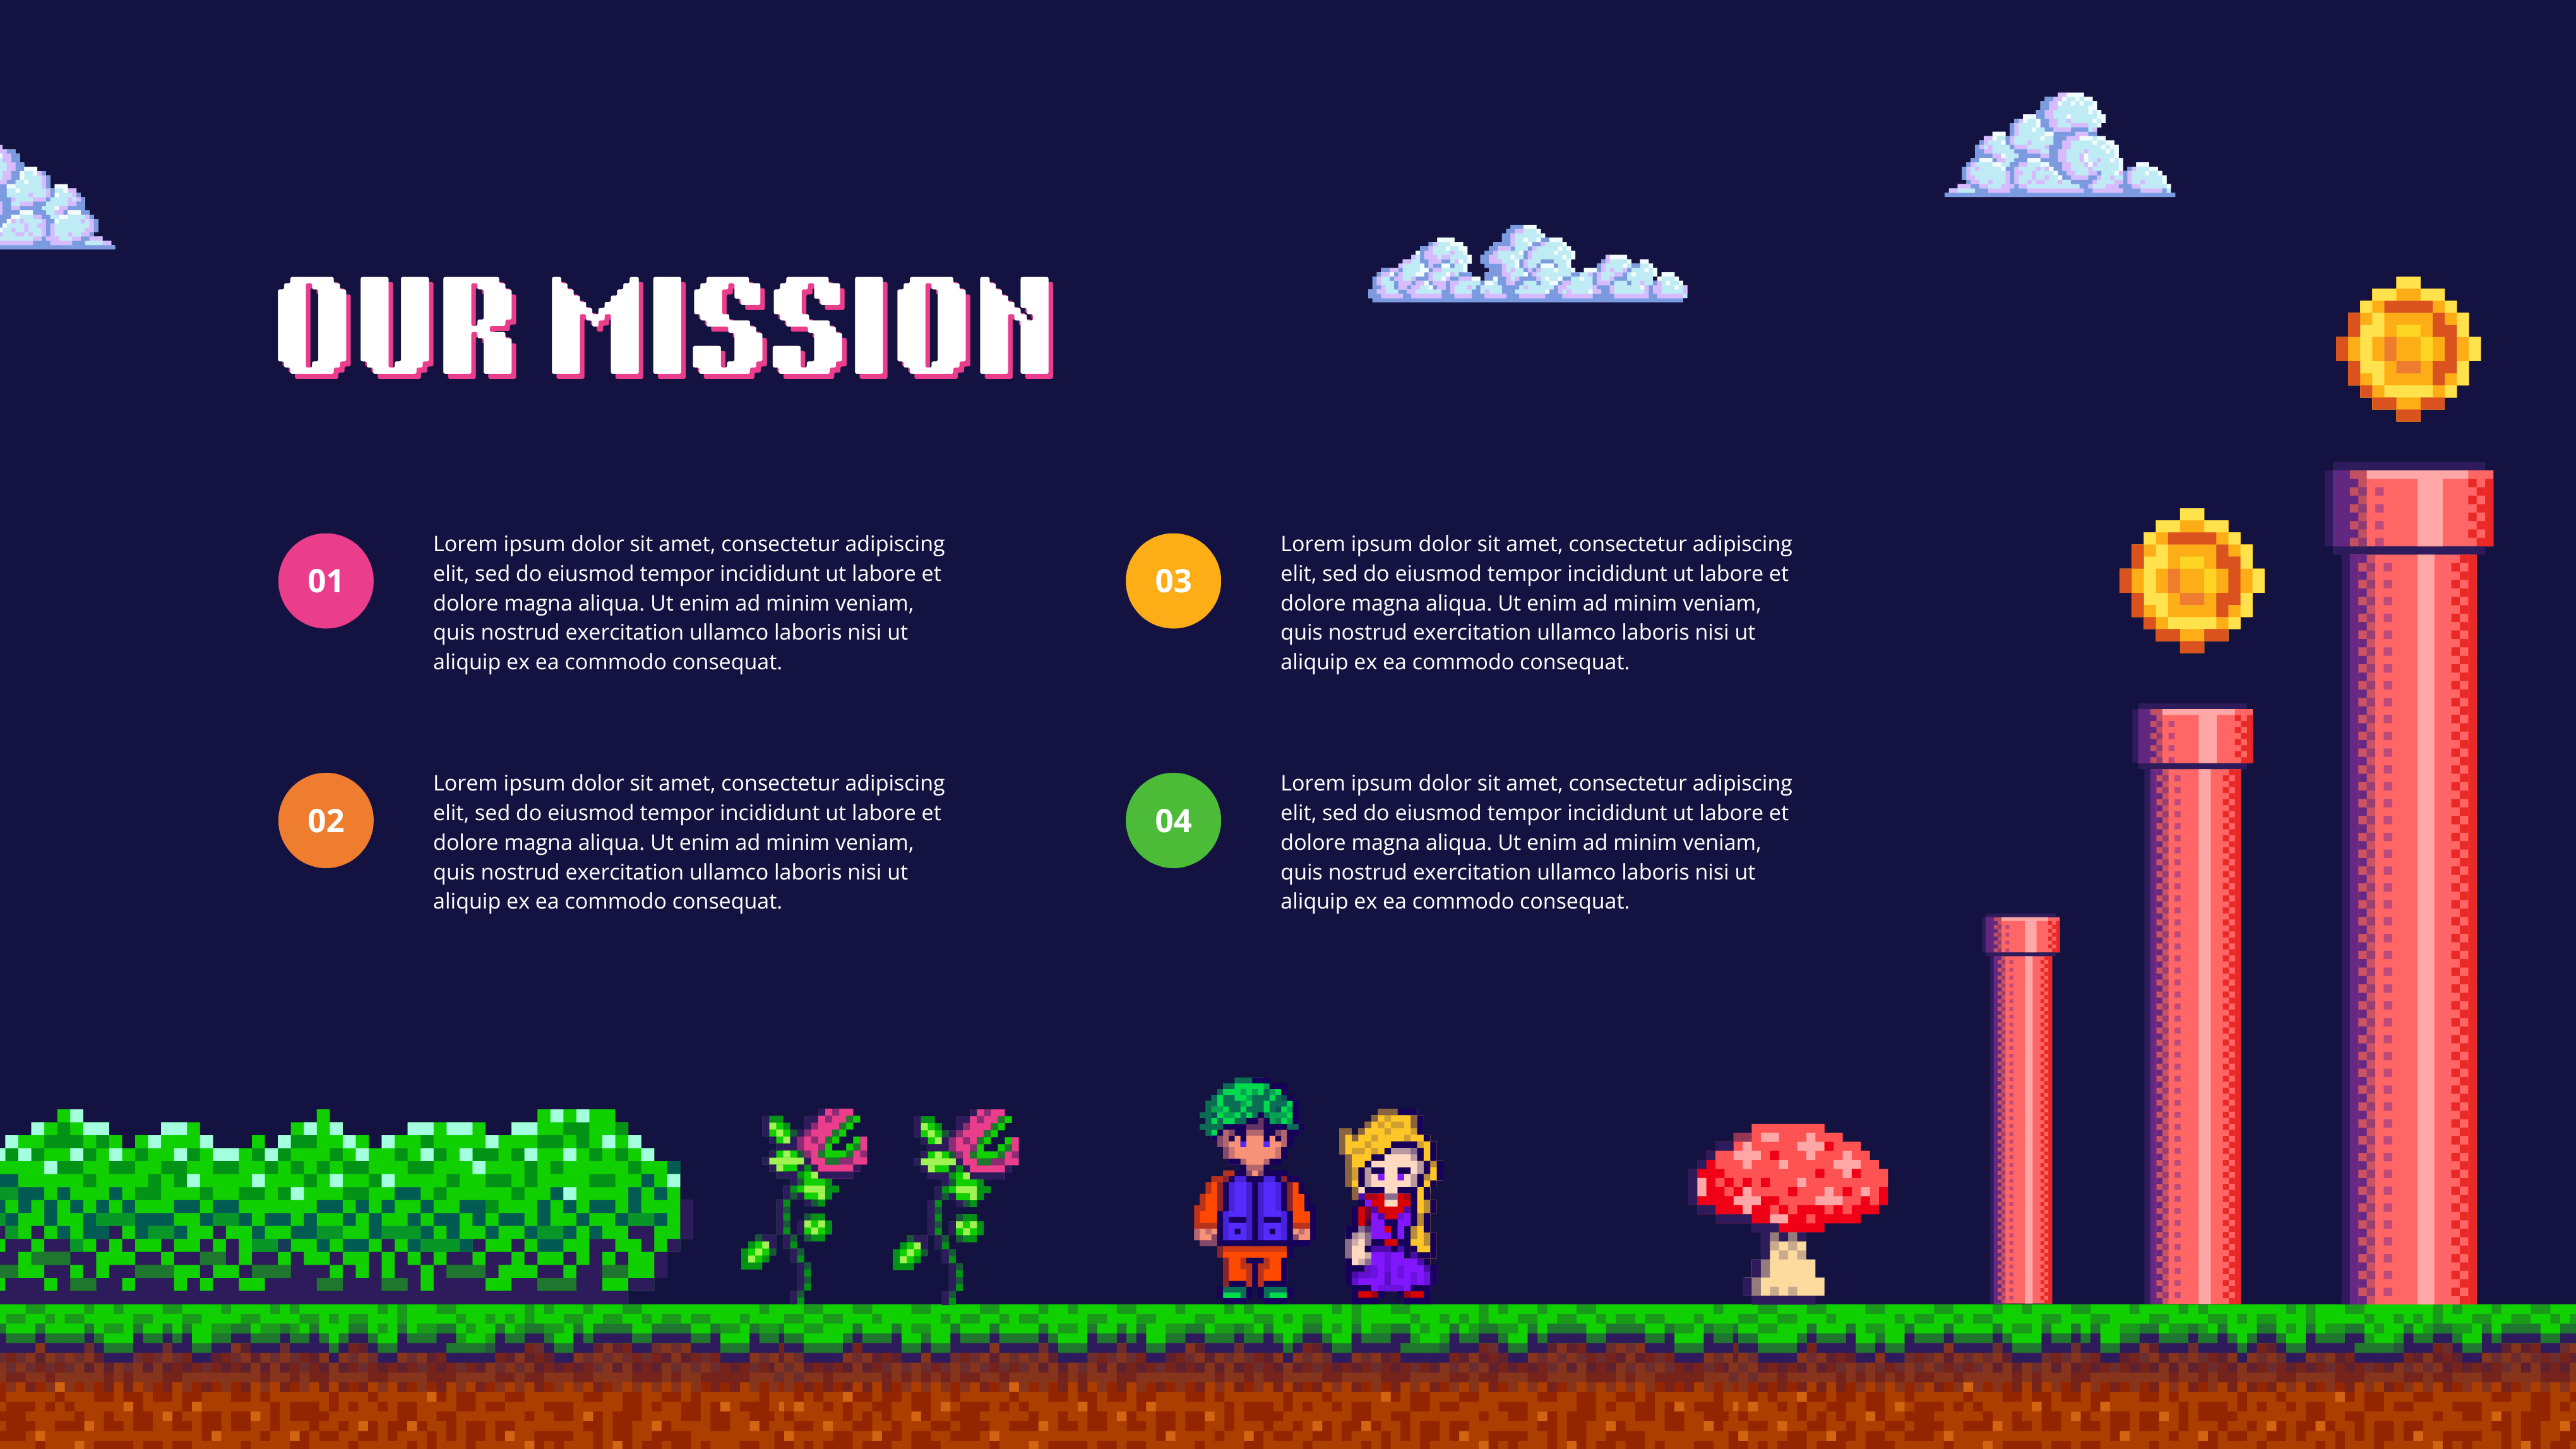 OUR MISSION
01
Lorem ipsum dolor sit amet, consectetur adipiscing
elit, sed do eiusmod tempor incididunt ut labore et
dolore magna aliqua. Ut enim ad minim veniam,
quis nostrud exercitation ullamco laboris nisi ut
aliquip ex ea commodo consequat.
02
Lorem ipsum dolor sit amet, consectetur adipiscing
elit, sed do eiusmod tempor incididunt ut labore et
dolore magna aliqua. Ut enim ad minim veniam,
quis nostrud exercitation ullamco laboris nisi ut
aliquip ex ea commodo consequat.
03
Lorem ipsum dolor sit amet, consectetur adipiscing
elit, sed do eiusmod tempor incididunt ut labore et
dolore magna aliqua. Ut enim ad minim veniam,
quis nostrud exercitation ullamco laboris nisi ut
aliquip ex ea commodo consequat.
04
Lorem ipsum dolor sit amet, consectetur adipiscing
elit, sed do eiusmod tempor incididunt ut labore et
dolore magna aliqua. Ut enim ad minim veniam,
quis nostrud exercitation ullamco laboris nisi ut
aliquip ex ea commodo consequat.